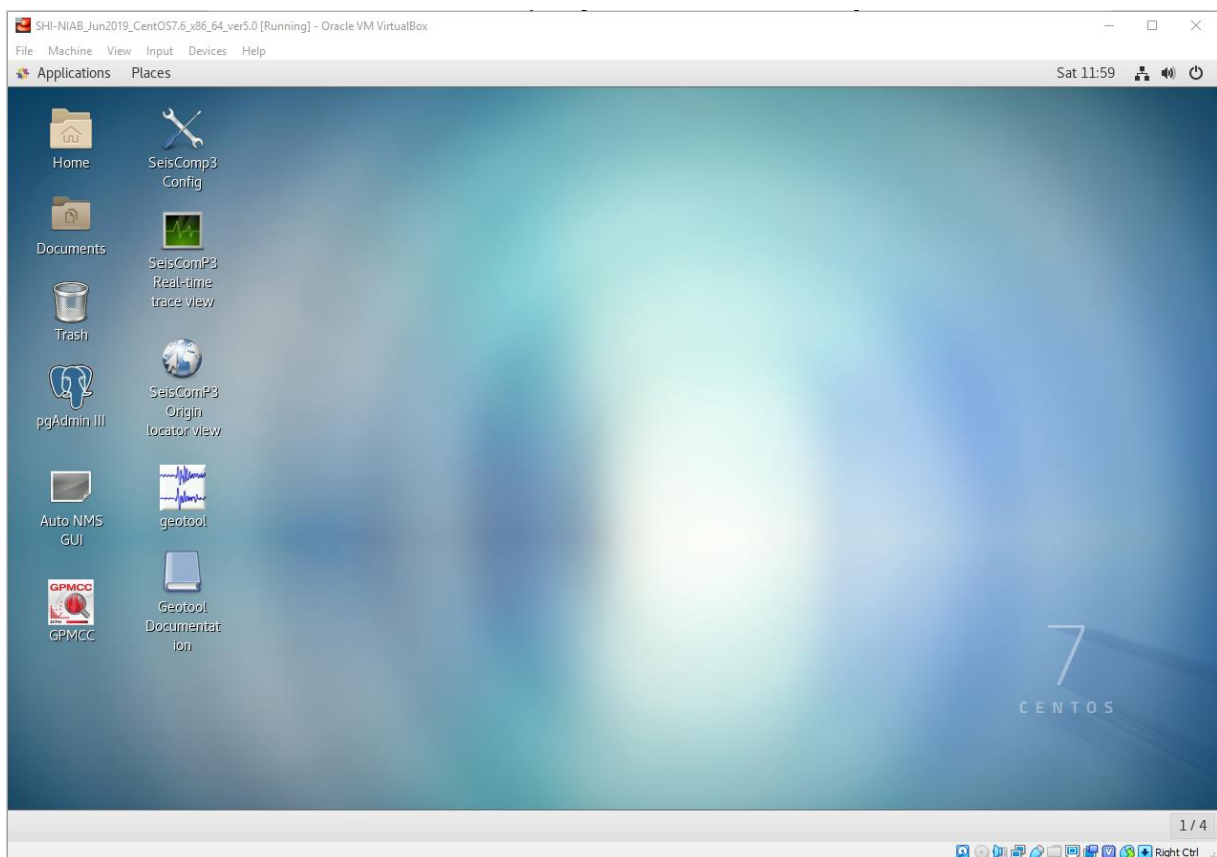 SHI-NIAB_Jun2019_CentOS7.6_x86_64_ver5.0 [Running] - Oracle VM VirtualBox
File Machine View Input Devices Help
Applications Places Sat 11:59
Home
SeisComp3
Config
Documents
SeisComP3
Real-time
trace view
Trash
SeisComP3
Origin
locator view
pgAdmin III
geotool
Auto NMS
GUI
Geotool
Documentat
ion
GPMCC
GPMCC
7
CENTOS
1 / 4
Right Ctrl